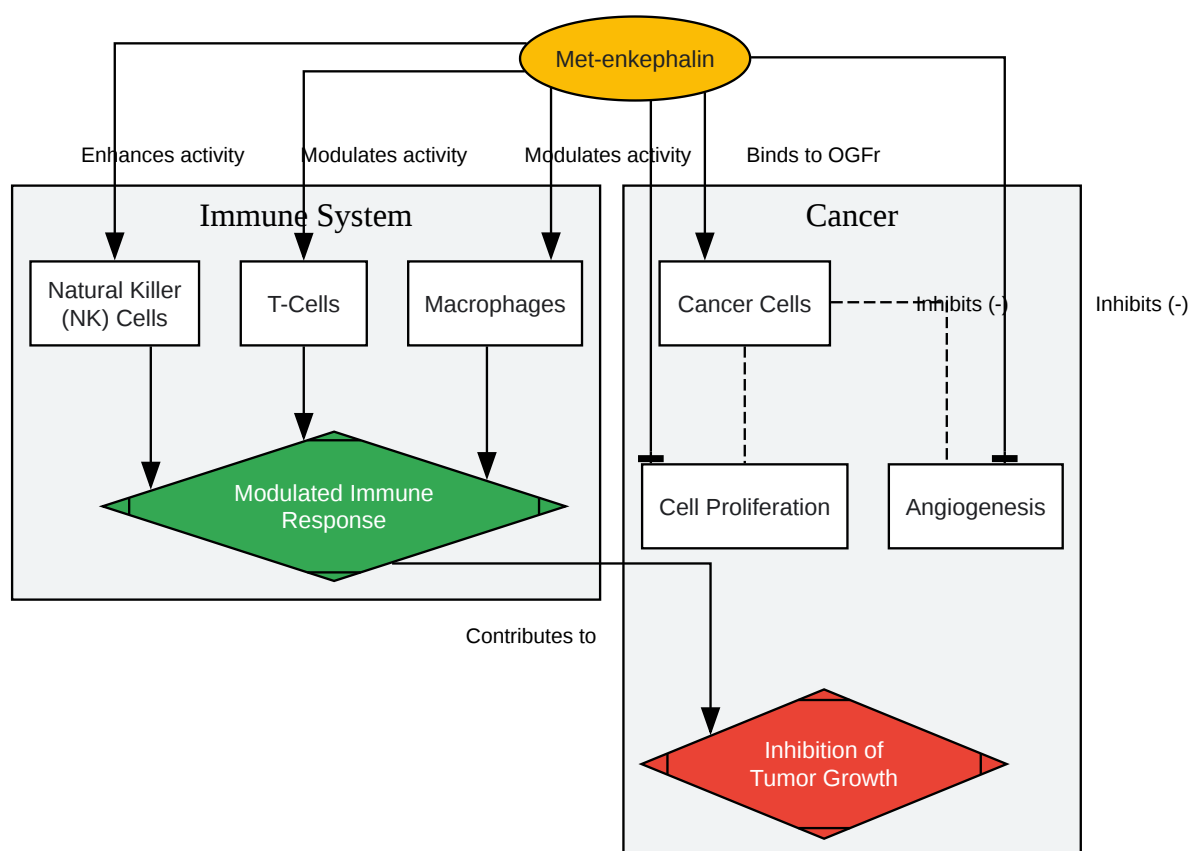 Met-enkephalin
Enhances activity
Modulates activity
Modulates activity
Binds to OGFr
Immune System
Cancer
Natural Killer
(NK) Cells
T-Cells
Macrophages
Cancer Cells
Inhibits (-)
Inhibits (-)
Modulated Immune
Response
Cell Proliferation
Angiogenesis
Contributes to
Inhibition of
Tumor Growth